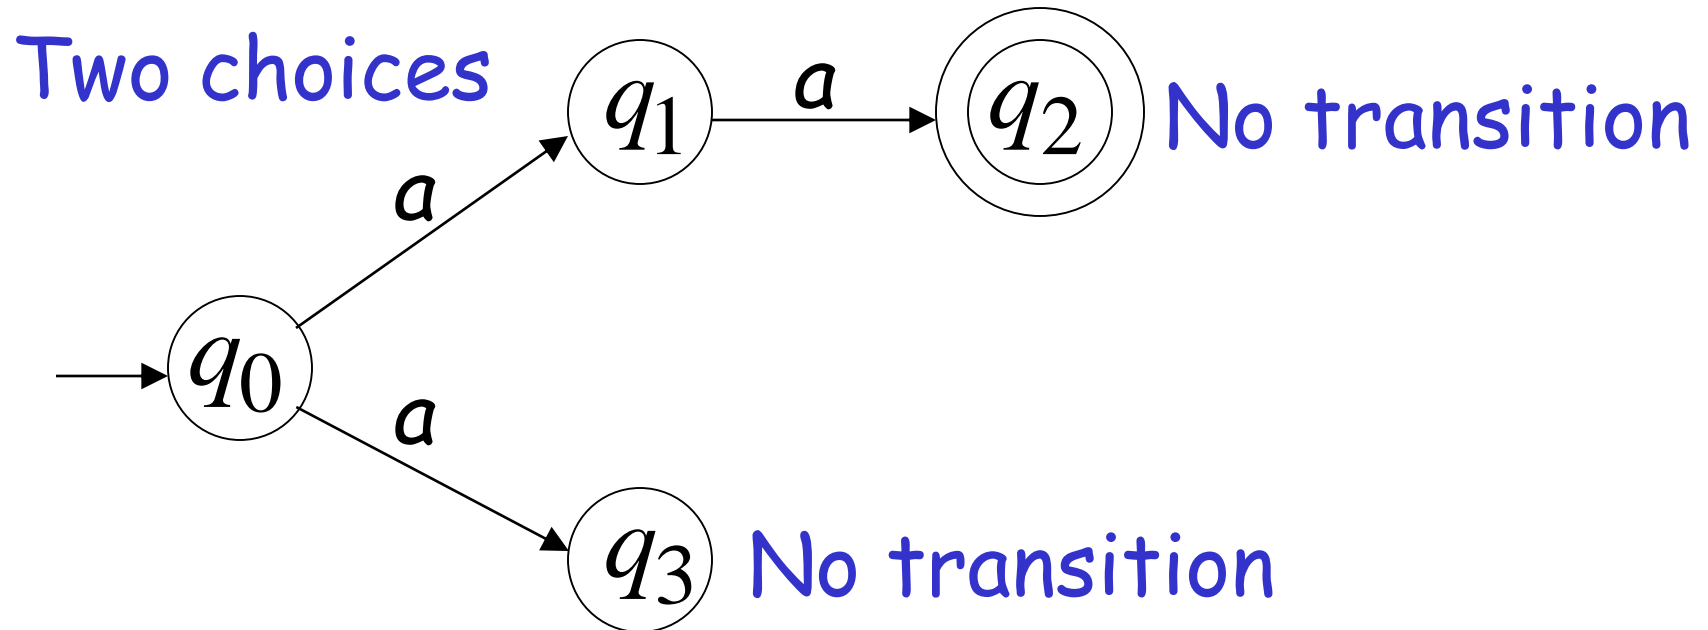 Two choices
q1
a
q2
No transition
a
q0
a
q3
No transition